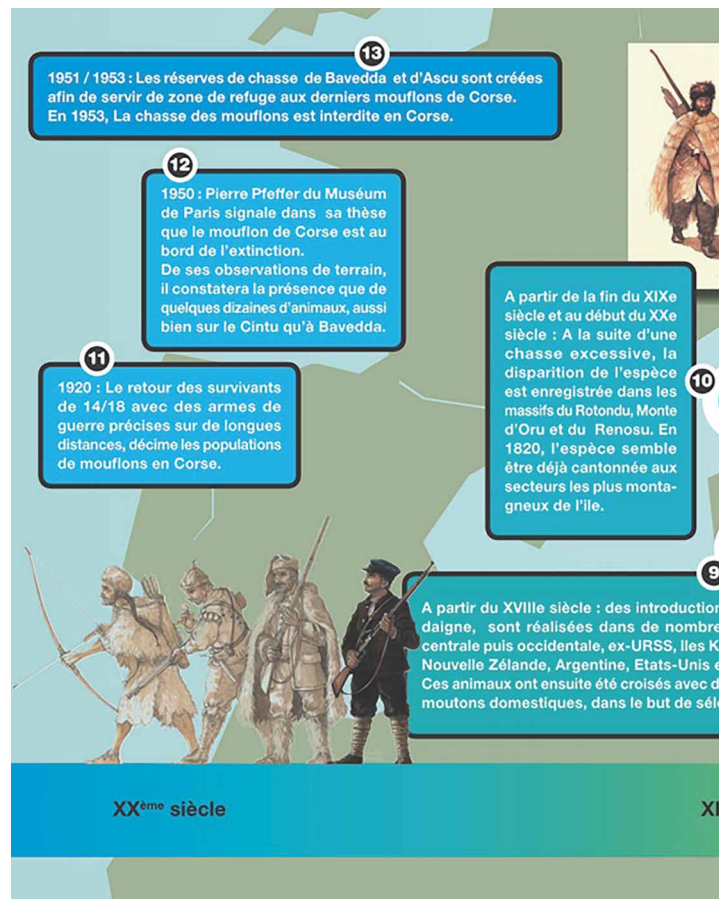 13
1951 / 1953 : Les réserves de chasse de Bavedda et d'Ascu sont créées
afin de servir de zone de refuge aux derniers mouflons de Corse.
En 1953, La chasse des mouflons est interdite en Corse.
12
1950 : Pierre Pfeffer du Muséum
de Paris signale dans sa thèse
que le mouflon de Corse est au
bord de l'extinction.
De ses observations de terrain,
il constatera la présence que de
quelques dizaines d'animaux, aussi
bien sur le Cintu qu'à Bavedda.
11
1920 : Le retour des survivants
de 14/18 avec des armes de
guerre précises sur de longues
distances, décime les populations
de mouflons en Corse.
10
A partir de la fin du XIXe
siècle et au début du XXe
siècle : A la suite d'une
chasse excessive, la
disparition de l'espèce
est enregistrée dans les
massifs du Rotondu, Monte
d'Oru et du Renosu. En
1820, l'espèce semble
être déjà cantonnée aux
secteurs les plus monta-
gneux de l'ile.
9
A partir du XVIIIe siècle : des introduction
daigne, sont réalisées dans de nombre
centrale puis occidentale, ex-URSS, Iles K
Nouvelle Zélande, Argentine, Etats-Unis e
Ces animaux ont ensuite été croisés avec d
moutons domestiques, dans le but de séle
XXème siècle
XI